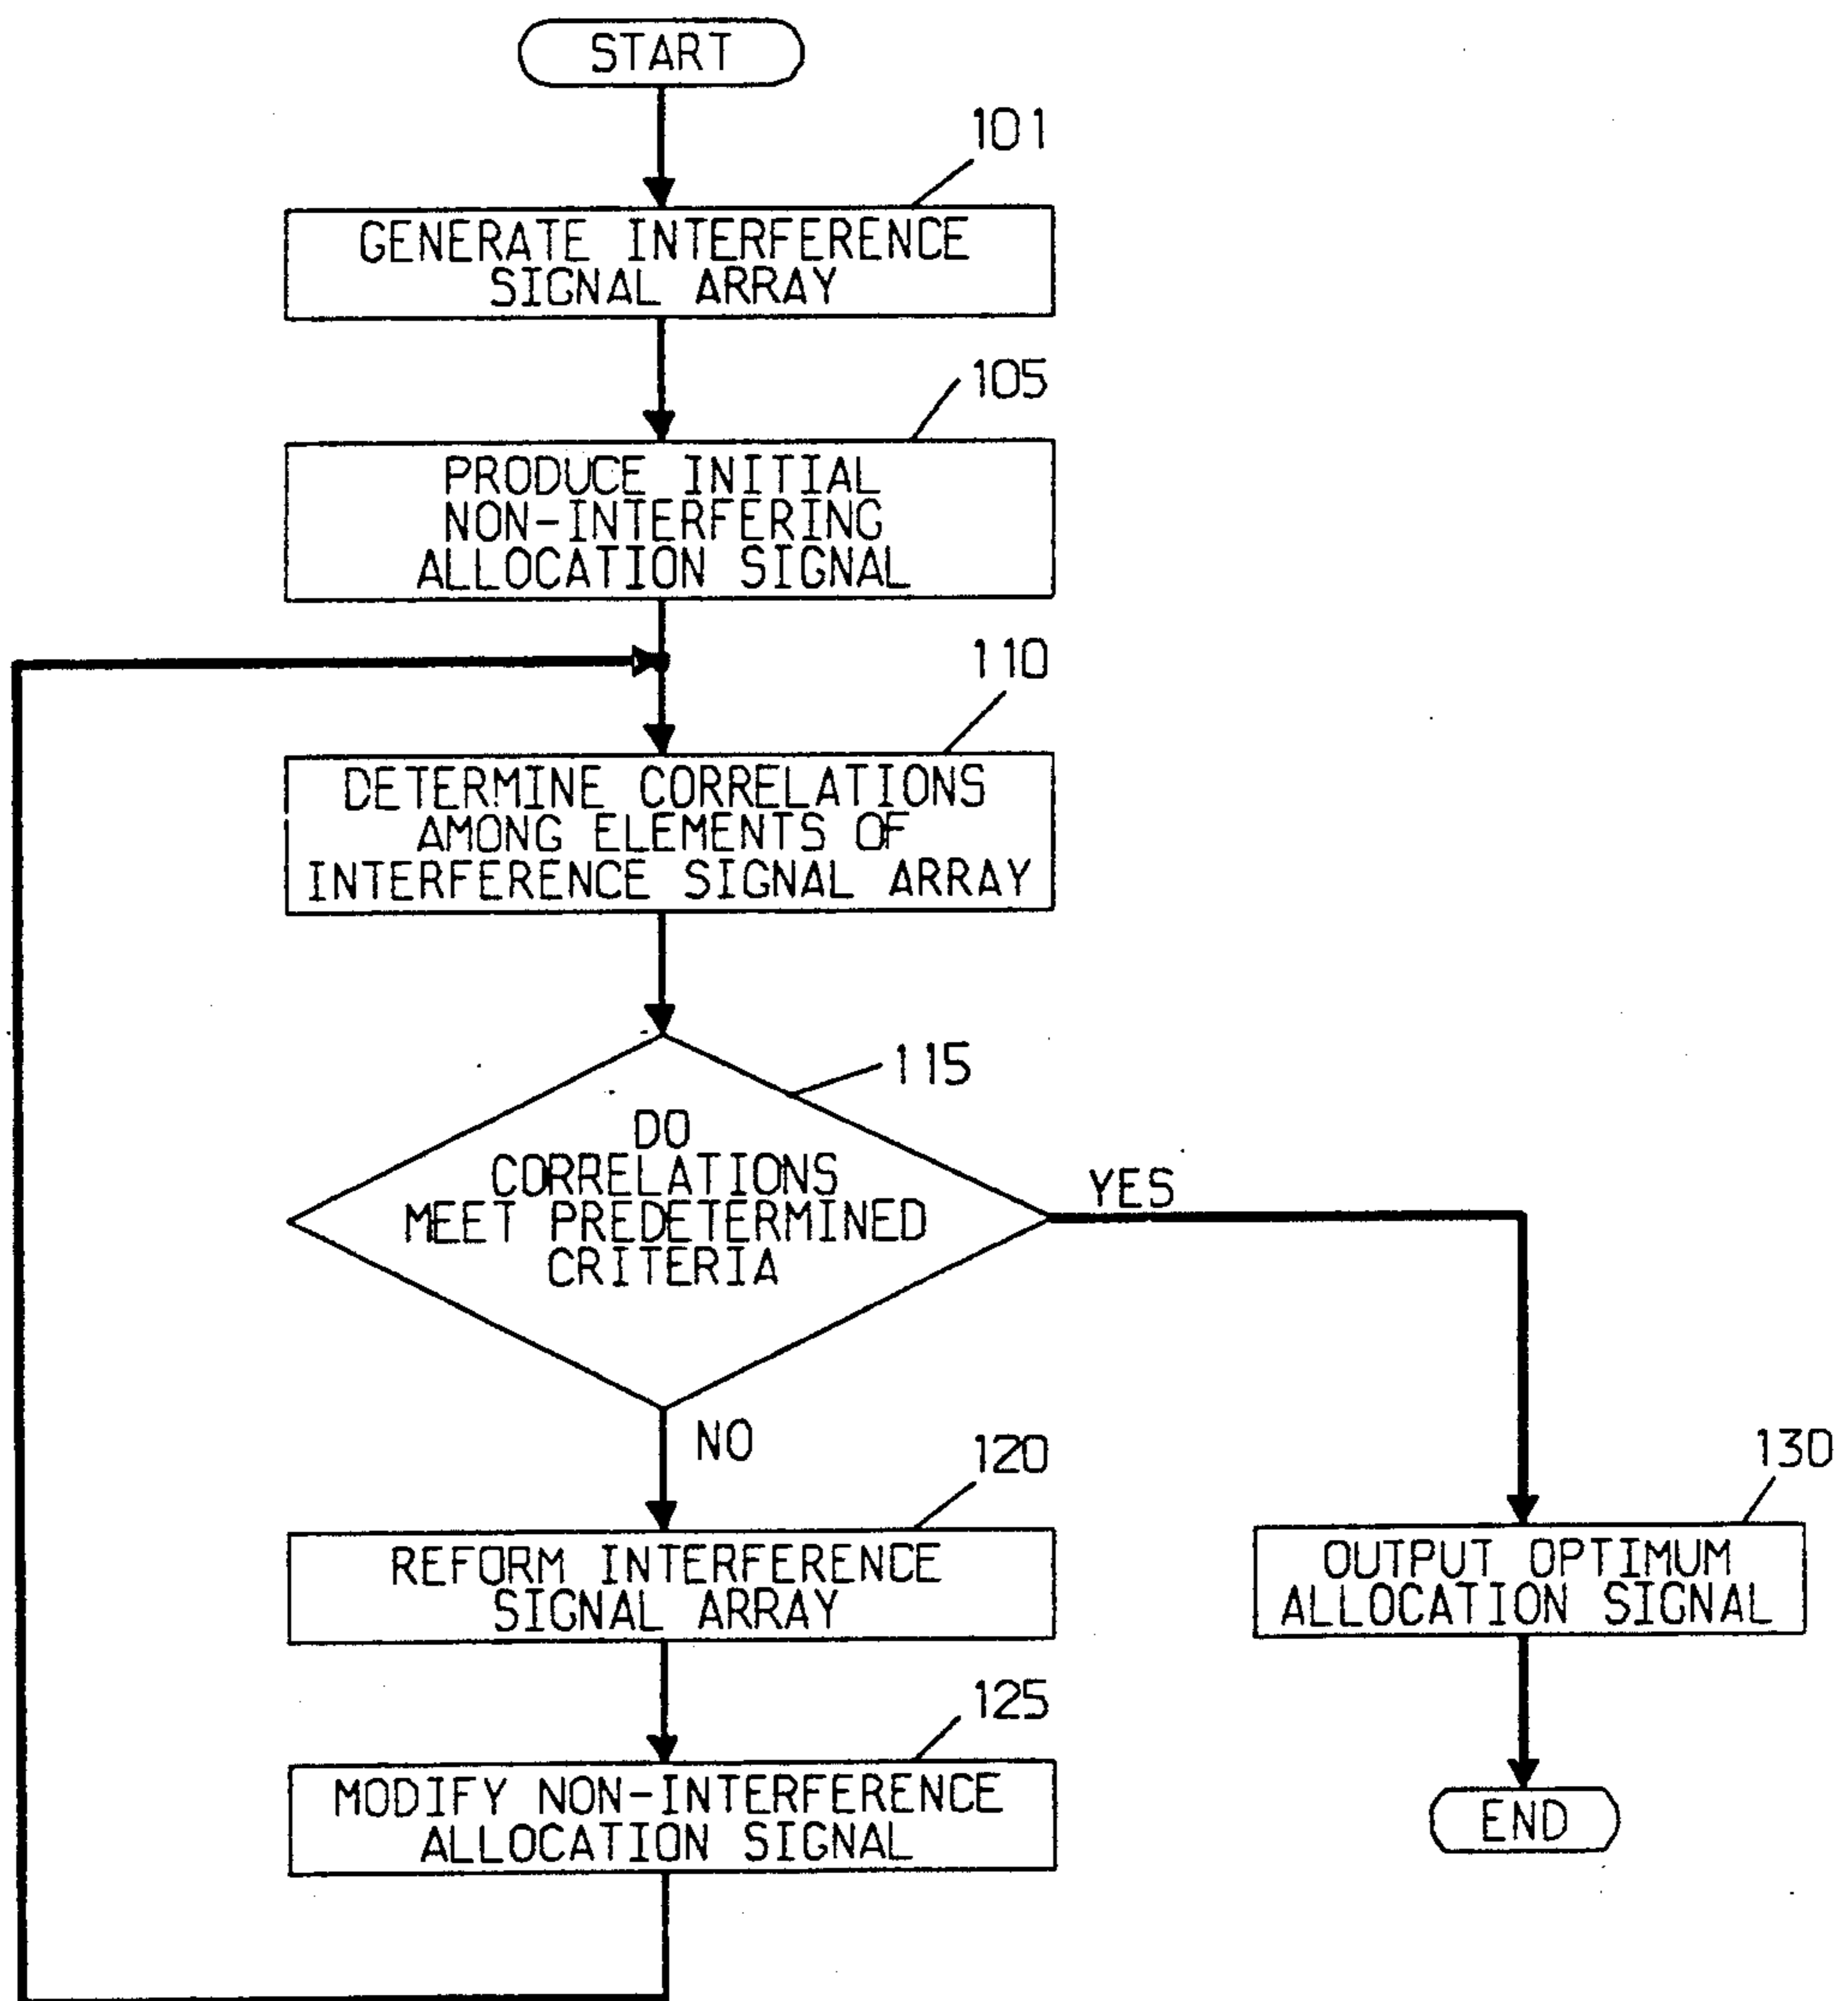 START
101
GENERATE INTERFERENCE
SIGNAL ARRAY
105
PRODUCE INITIAL
NON-INTERFERING
ALLOCATION SIGNAL
110
DETERMINE CORRELATIONS
AMONG ELEMENTS OF
INTERFERENCE SIGNAL ARRAY
115
DO
CORRELATIONS
MEET PREDETERMINED
CRITERIA
YES
NO
120
REFORM INTERFERENCE
SIGNAL ARRAY
130
OUTPUT OPTIMUM
ALLOCATION SIGNAL
125
MODIFY NON-INTERFERENCE
ALLOCATION SIGNAL
END